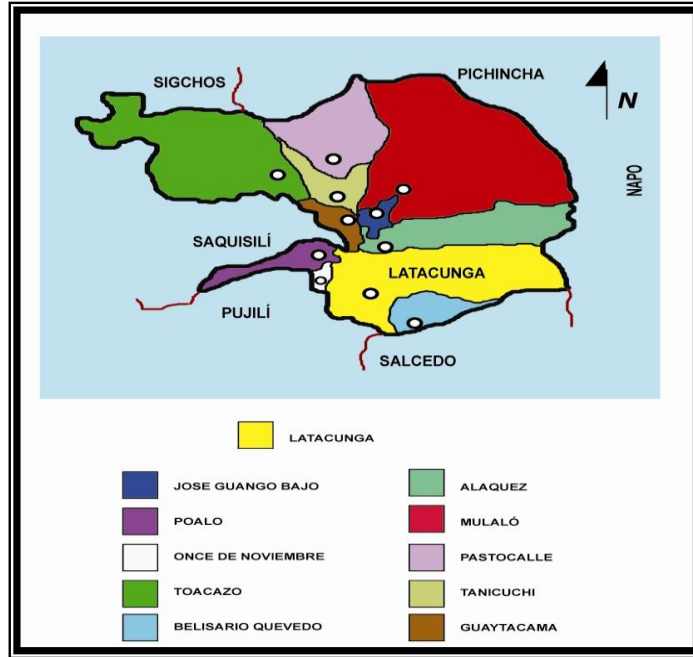 SIGCHOS
PICHINCHA
N
NAPO
SAQUISILÍ
LATACUNGA
PUJILÍ
SALCEDO
LATACUNGA
JOSE GUANGO BAJO
POALO
ONCE DE NOVIEMBRE
TOACAZO
BELISARIO QUEVEDO
ALAQUEZ
MULALÓ
PASTOCALLE
TANICUCHI
GUAYTACAMA